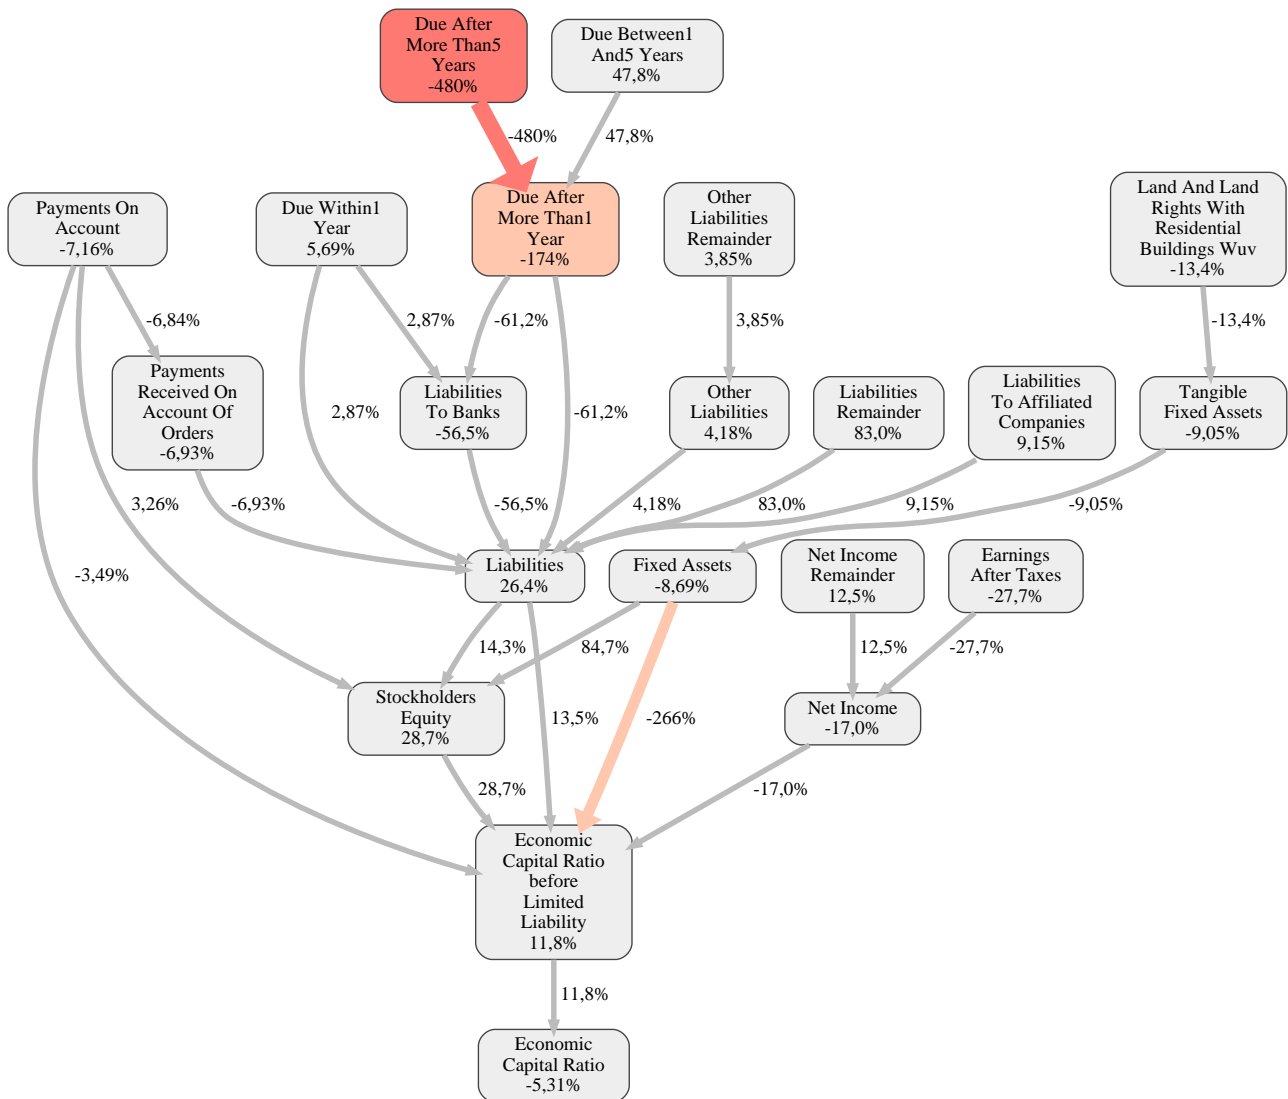 Due After
More Than5
Years
-480%
Due Between1
And5 Years
47,8%
-480%
47,8%
Payments On
Account
-7,16%
Due Within1
Year
5,69%
Due After
More Than1
Year
-174%
Other
Liabilities
Remainder
3,85%
Land And Land
Rights With
Residential
Buildings Wuv
-13,4%
-6,84%
2,87%
-61,2%
3,85%
-13,4%
Payments
Received On
Account Of
Orders
-6,93%
2,87%
Liabilities
To Banks
-56,5%
-61,2%
Other
Liabilities
4,18%
Liabilities
Remainder
83,0%
Liabilities
To Affiliated
Companies
9,15%
Tangible
Fixed Assets
-9,05%
3,26%
-6,93%
-56,5%
4,18%
83,0%
9,15%
-9,05%
-3,49%
Liabilities
26,4%
Fixed Assets
-8,69%
Net Income
Remainder
12,5%
Earnings
After Taxes
-27,7%
14,3%
84,7%
12,5%
-27,7%
Stockholders
Equity
28,7%
13,5%
-266%
Net Income
-17,0%
28,7%
-17,0%
Economic
Capital Ratio
before
Limited
Liability
11,8%
11,8%
Economic
Capital Ratio
-5,31%